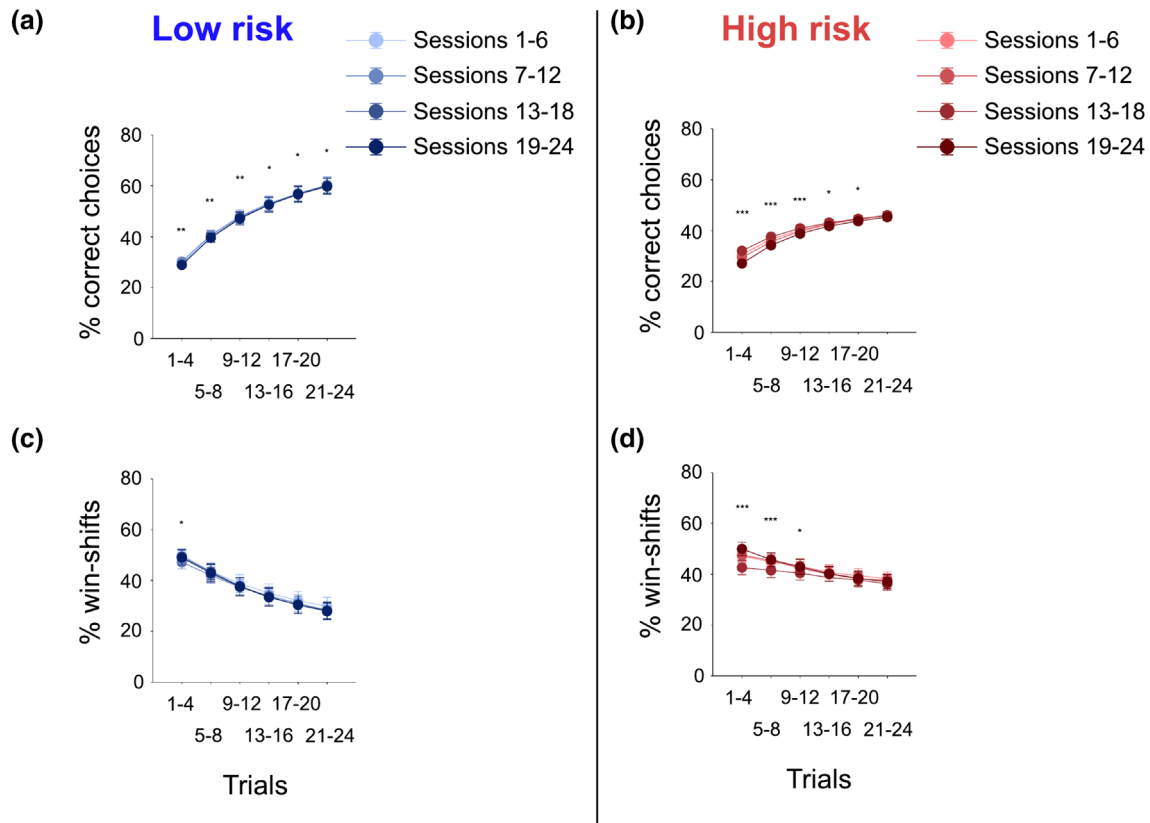 (a)
Low risk
Sessions 1-6
Sessions 7-12
Sessions 13-18
Sessions 19-24
% correct choices
80
60
40
20
0
**
**
**
*
*
*
1-4
9-12
17-20
5-8
13-16
21-24
(b)
High risk
Sessions 1-6
Sessions 7-12
Sessions 13-18
Sessions 19-24
% correct choices
80
60
40
20
0
***
***
***
*
*
1-4
9-12
17-20
5-8
13-16
21-24
(c)
% win-shifts
80
60
40
20
0
*
1-4
9-12
17-20
5-8
13-16
21-24
Trials
(d)
% win-shifts
80
60
40
20
0
***
***
*
1-4
9-12
17-20
5-8
13-16
21-24
Trials